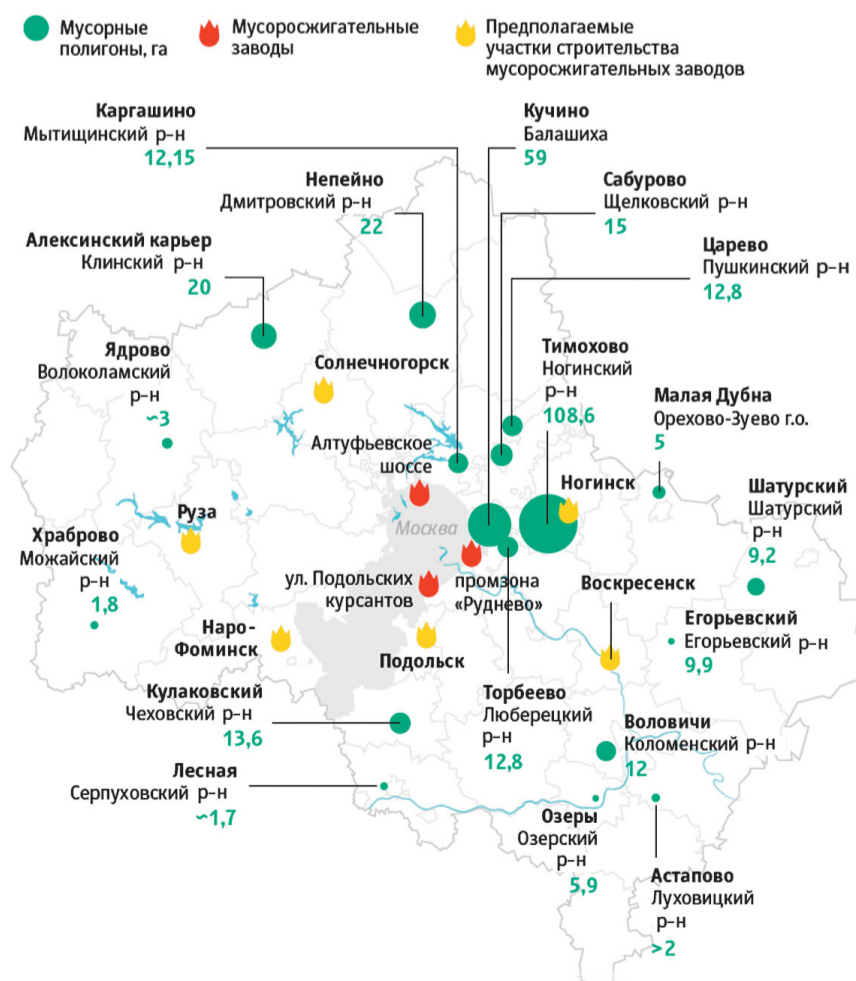 Мусорные
полигоны, га
Мусоросжигательные
заводы
Предполагаемые
участки строительства
мусоросжигательных заводов
Каргашино
Мытищинский р-н
12,15
Кучино
Балашиха
59
Непейно
Дмитровский р-н
22
Сабурово
Щелковский р-н
15
Алексинский карьер
Клинский р-н
20
Царево
Пушкинский р-н
12,8
Ядрово
Волоколамский
р-н
~3
Солнечногорск
Тимохово
Ногинский
р-н
108,6
Малая Дубна
Орехово-Зуево г.о.
5
Алтуфьевское
шоссе
Ногинск
Шатурский
Шатурский
р-н
9,2
Руза
Москва
Храброво
Можайский
р-н
1,8
ул. Подольских
курсантов
промзона
«Руднево»
Воскресенск
Егорьевский
Егорьевский р-н
9,9
Наро-
Фоминск
Подольск
Кулаковский
Чеховский р-н
13,6
Торбеево
Люберецкий
р-н
12,8
Воловичи
Коломенский р-н
12
Лесная
Серпуховский р-н
~1,7
Озеры
Озерский
р-н
5,9
Астапово
Луховицкий
р-н
>2